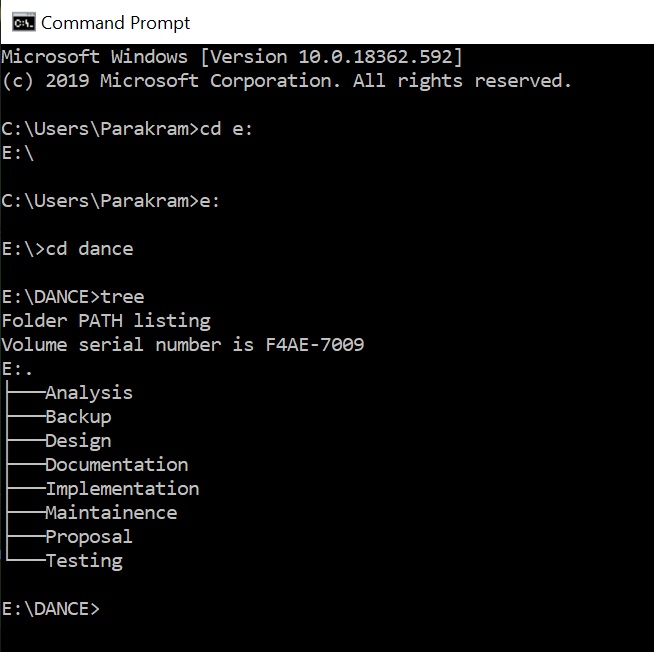 Command Prompt
Microsoft Windows [Version 10.0.18362.592]
(c) 2019 Microsoft Corporation. All rights reserved.
C:\Users\Parakram>cd e:
E:\
C:\Users\Parakram>e:
E:\>cd dance
E:\DANCE>tree
Folder PATH listing
Volume serial number is F4AE-7009
E:.
├───Analysis
├───Backup
├───Design
├───Documentation
├───Implementation
├───Maintainence
├───Proposal
└───Testing
E:\DANCE>